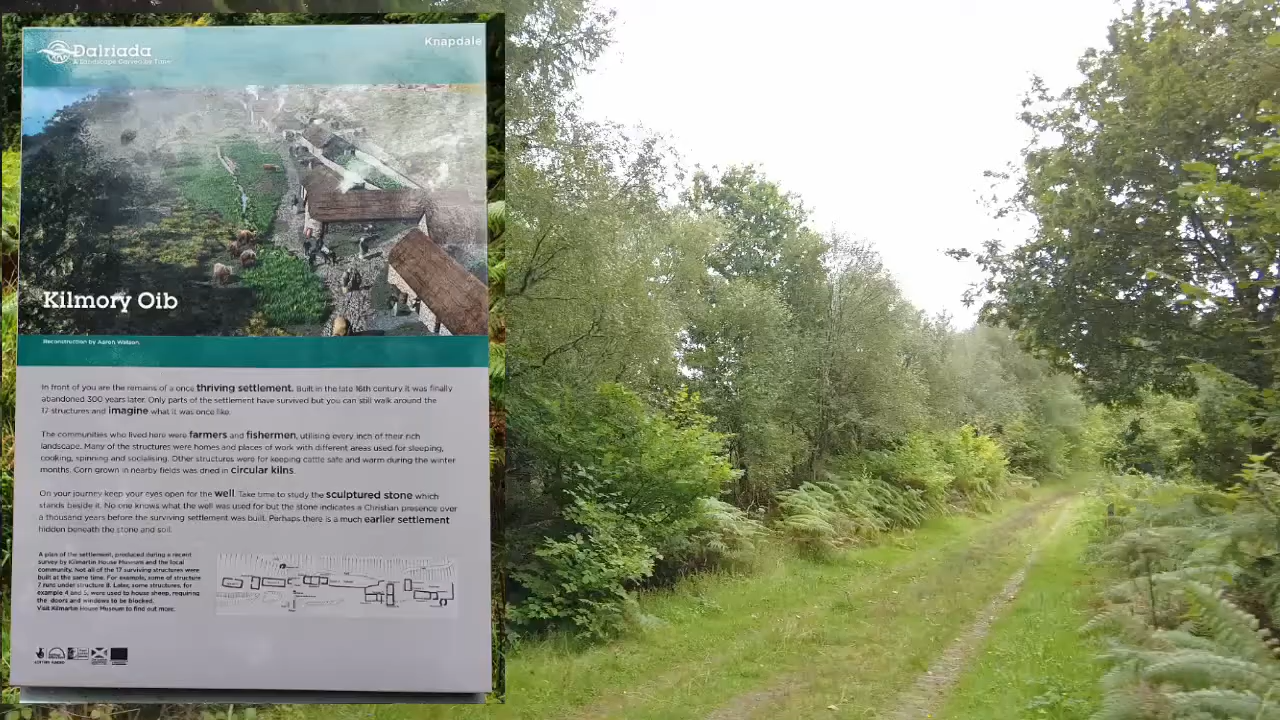 Dalriada
A Landscape Carved by Time
Knapdale
Kilmory Oib
Reconstruction by Aaron Watson.
In front of you are the remains of a once thriving settlement. Built in the late 16th century it was finally
abandoned 300 years later. Only parts of the settlement have survived but you can still walk around the
17 structures and imagine what it was once like.
The communities who lived here were farmers and fishermen, utilising every inch of their rich
landscape. Many of the structures were homes and places of work with different areas used for sleeping,
cooking, spinning and socialising. Other structures were for keeping cattle safe and warm during the winter
months. Corn grown in nearby fields was dried in circular kilns.
On your journey keep your eyes open for the well. Take time to study the sculptured stone which
stands beside it. No one knows what the well was used for but the stone indicates a Christian presence over
a thousand years before the surviving settlement was built. Perhaps there is a much earlier settlement
hidden beneath the stone and soil.
A plan of the settlement, produced during a recent
survey by Kilmartin House Museum and the local
community. Not all of the 17 surviving structures were
built at the same time. For example, some of structure
7 runs under structure 8. Later, some structures, for
example 4 and 5, were used to house sheep, requiring
the doors and windows to be blocked.
Visit Kilmartin House Museum to find out more.